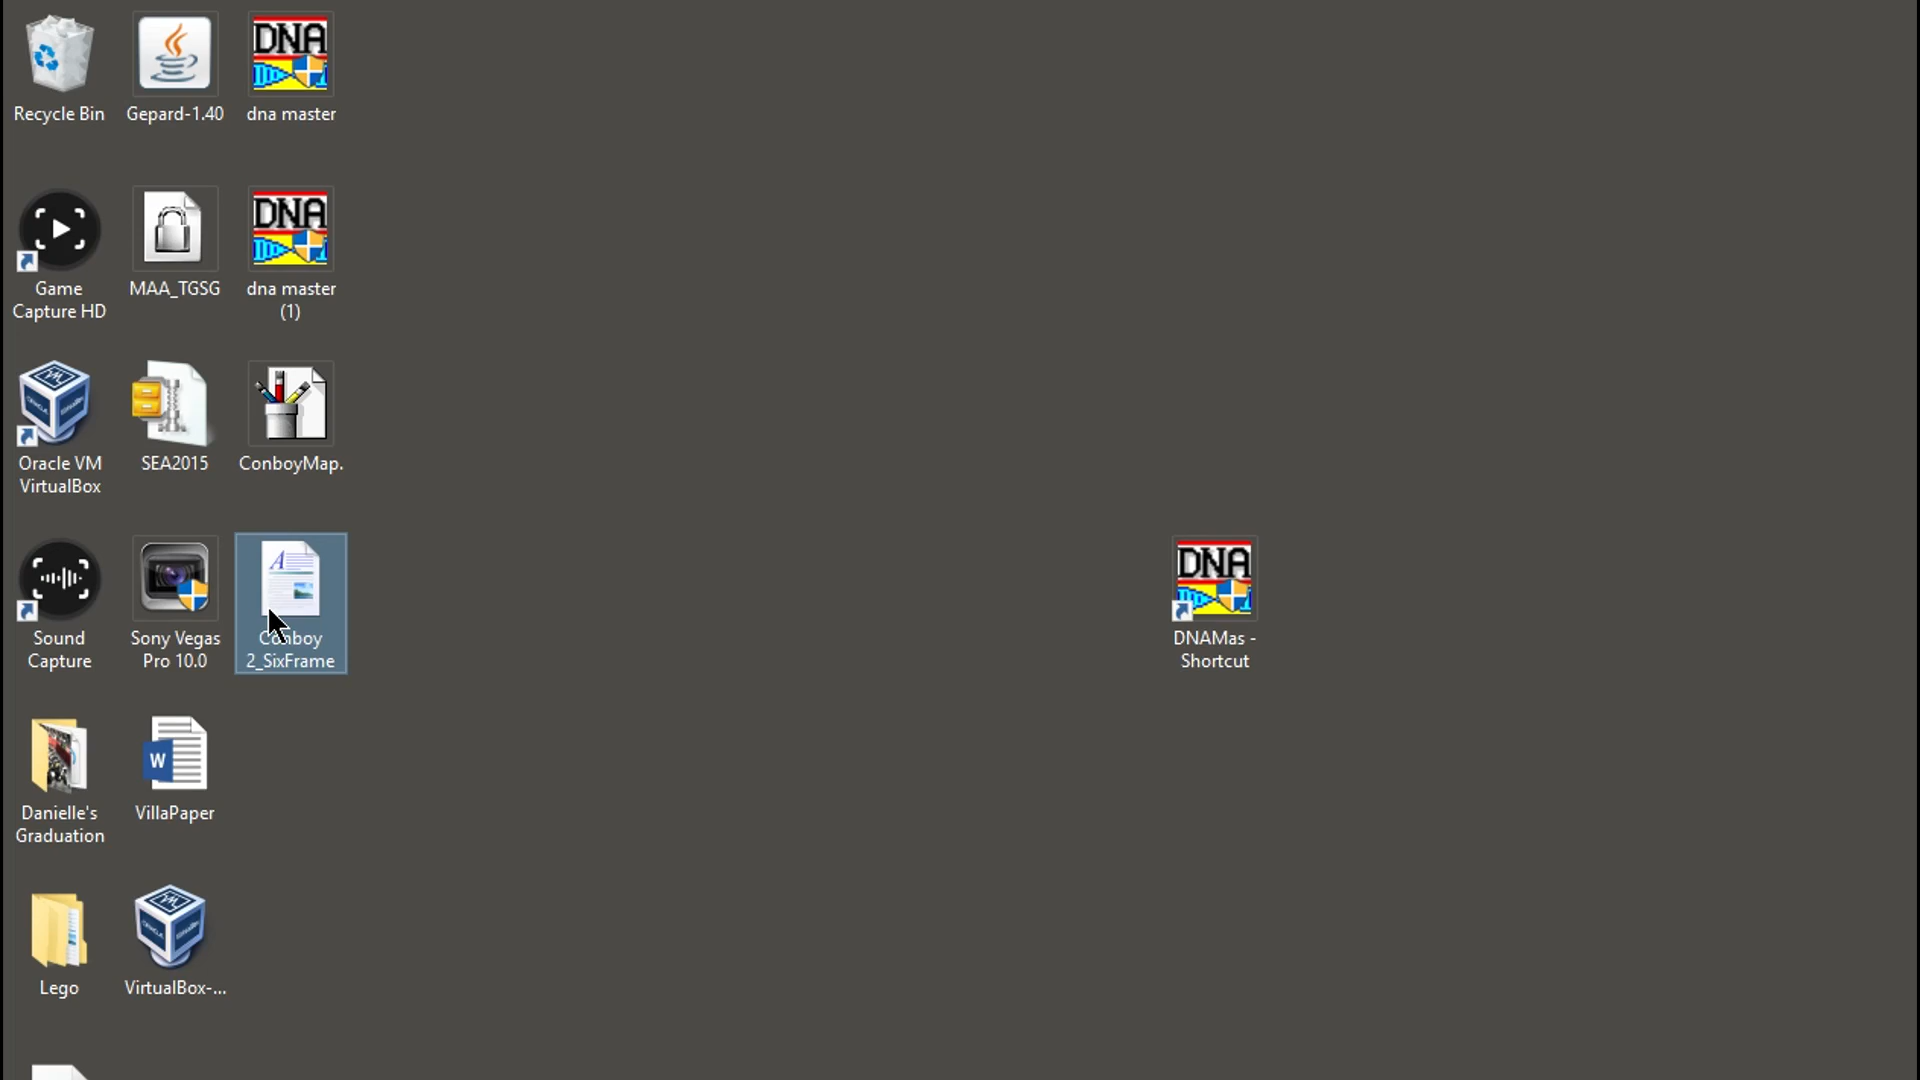 Recycle Bin
Gepard-1.40
dna master
DNA
Game
Capture HD
MAA_TGSG
dna master
(1)
DNA
Oracle VM
VirtualBox
SEA2015
ConboyMap.
Sound
Capture
Sony Vegas
Pro 10.0
A
Conboy
2_SixFrame
DNA
DNAMas -
Shortcut
Danielle's
Graduation
W
VillaPaper
Lego
VirtualBox-...